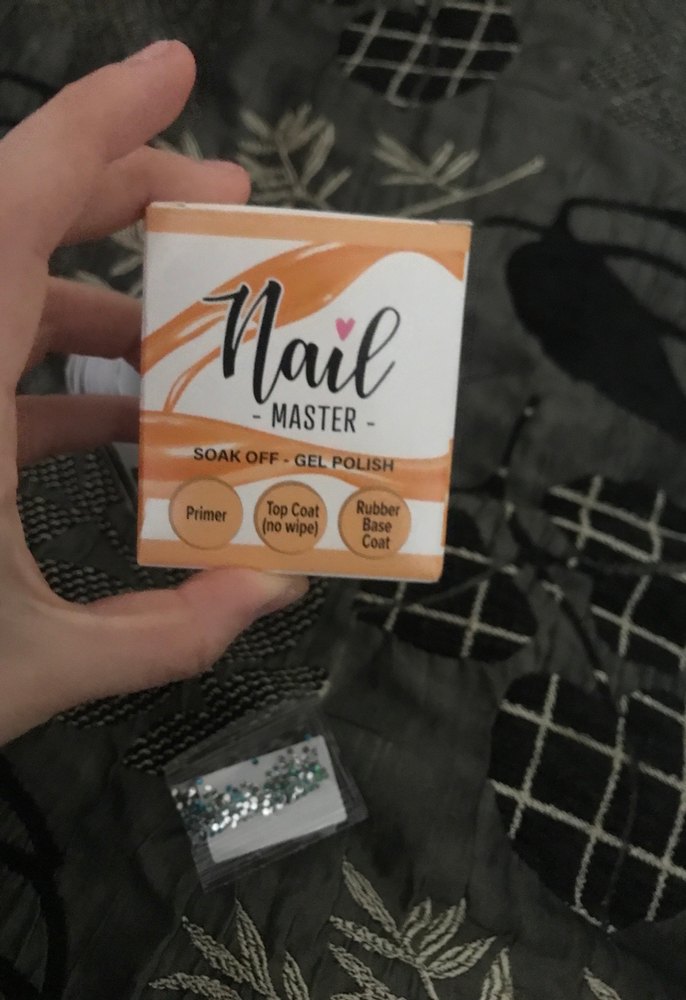 Nail
- MASTER -
SOAK OFF - GEL POLISH
Primer
Top Coat
(no wipe)
Rubber
Base
Coat